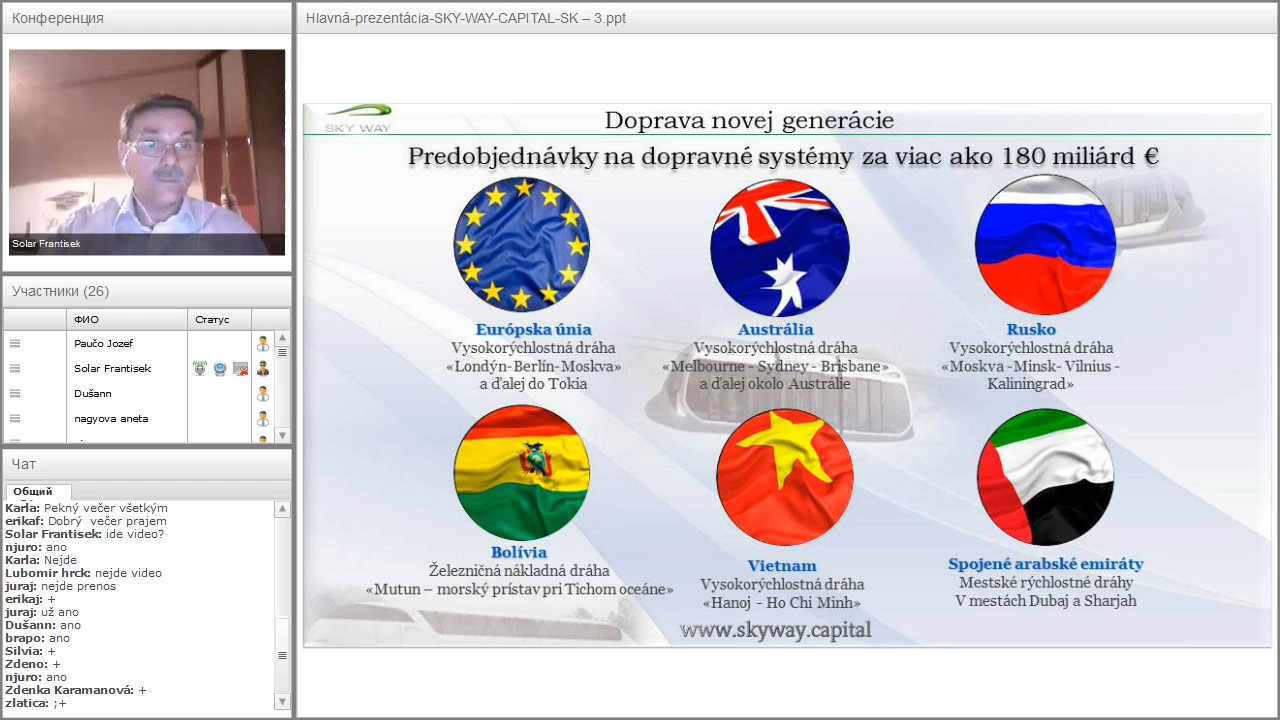 Конференция
Solar Frantisek
Участники (26)
ФИО Статус
Paučo Jozef
Solar Frantisek
Dušann
nagyova aneta
Чат
Общий
Karla: Pekný večer všetkým
erikaf: Dobrý večer prajem
Solar Frantisek: ide video?
njuro: ano
Karla: Nejde
Lubomir hrck: nejde video
juraj: nejde prenos
erikaj: +
juraj: už ano
Dušann: ano
brapo: ano
Silvia: +
Zdeno: +
njuro: ano
Zdenka Karamanová: +
zlatica: ;+
Hlavná-prezentácia-SKY-WAY-CAPITAL-SK – 3.ppt
SKY WAY
Doprava novej generácie
Predobjednávky na dopravné systémy za viac ako 180 miliárd €
Európska únia
Vysokorýchlostná dráha
«Londýn-Berlín-Moskva»
a ďalej do Tokia
Austrália
Vysokorýchlostná dráha
«Melbourne - Sydney - Brisbane»
a ďalej okolo Austrálie
Rusko
Vysokorýchlostná dráha
«Moskva -Minsk- Vilnius -
Kaliningrad»
Bolívia
Železničná nákladná dráha
«Mutun – morský prístav pri Tichom oceáne»
Vietnam
Vysokorýchlostná dráha
«Hanoj - Ho Chi Minh»
Spojené arabské emiráty
Mestské rýchlostné dráhy
V mestách Dubaj a Sharjah
www.skyway.capital